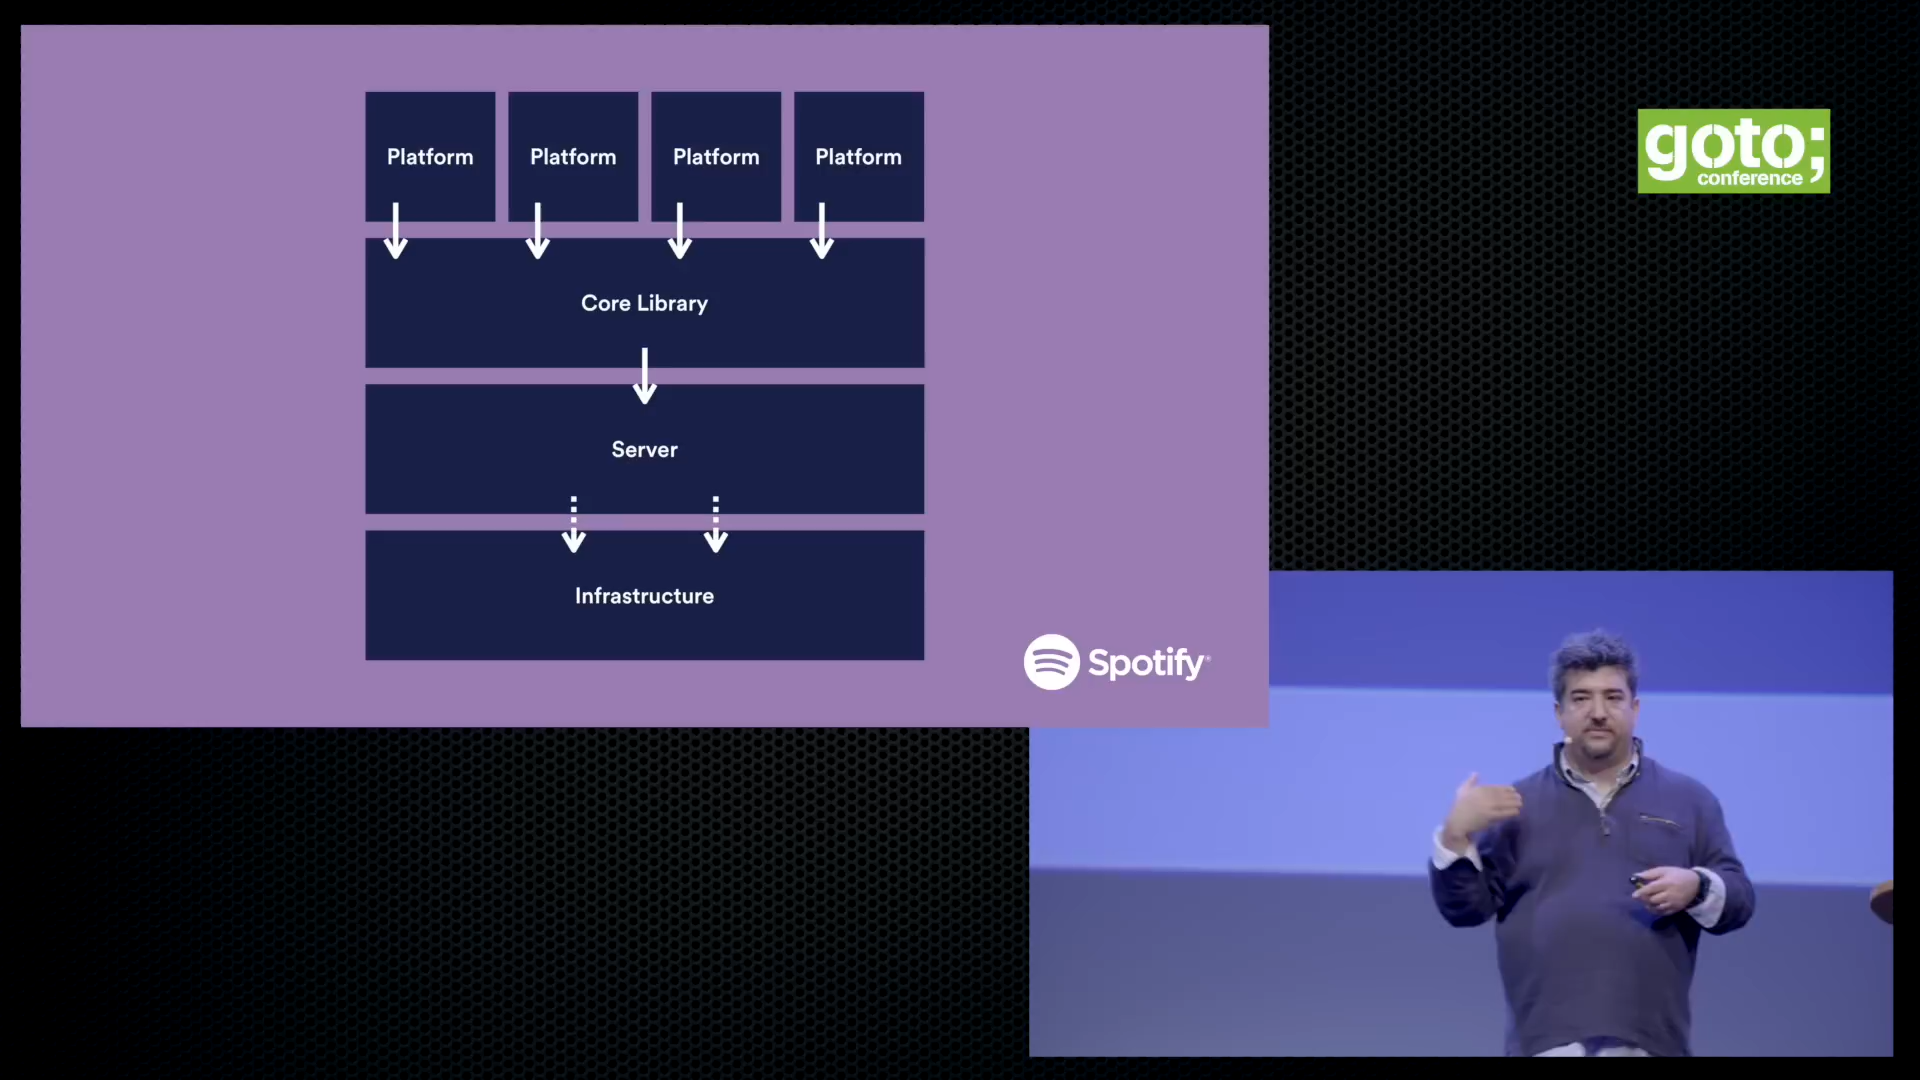 Platform
Platform
Platform
Platform
Core Library
Server
Infrastructure
Spotify
goto;
conference